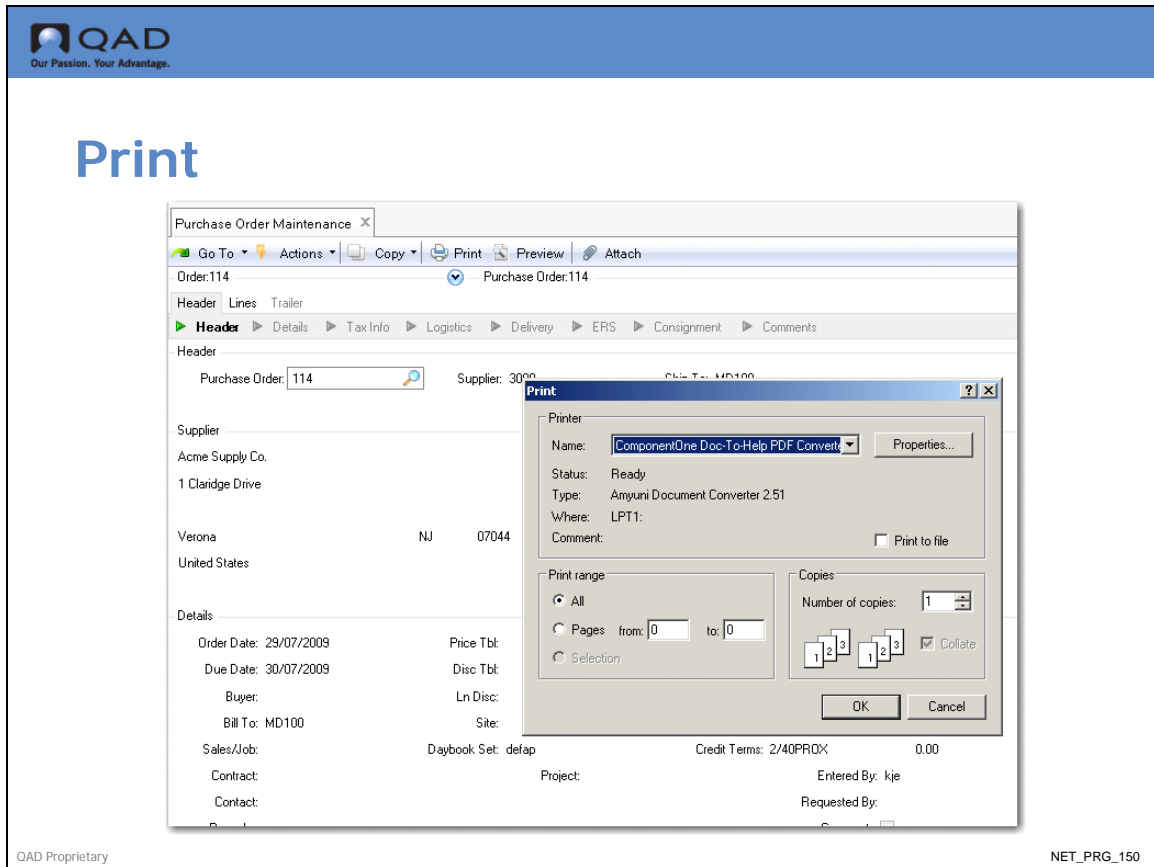 QAD
Our Passion. Your Advantage.
Print
Purchase Order Maintenance X
Go To Actions Copy Print Preview Attach
Order:114 Purchase Order:114
Header Lines Trailer
Header Details Tax Info Logistics Delivery ERS Consignment Comments
Header
Purchase Order: 114 Supplier:
Supplier
Acme Supply Co.
1 Claridge Drive
Verona NJ 07044
United States
Details
Order Date: 29/07/2009 Price Tbl:
Due Date: 30/07/2009 Disc Tbl:
Buyer: Ln Disc:
Bill To: MD100 Site:
Sales/Job: Daybook Set: defap Credit Terms: 2/40PROX 0.00
Contract: Project: Entered By: kje
Contact: Requested By:
Print
Printer
Name: ComponentOne Doc-To-Help PDF Converte Properties...
Status: Ready
Type: Amyuni Document Converter 2.51
Where: LPT1:
Comment: Print to file
Print range
All
Pages from: 0 to: 0
Selection
Copies
Number of copies: 1
1 2 3 1 2 3 Collate
OK Cancel
QAD Proprietary NET_PRG_150